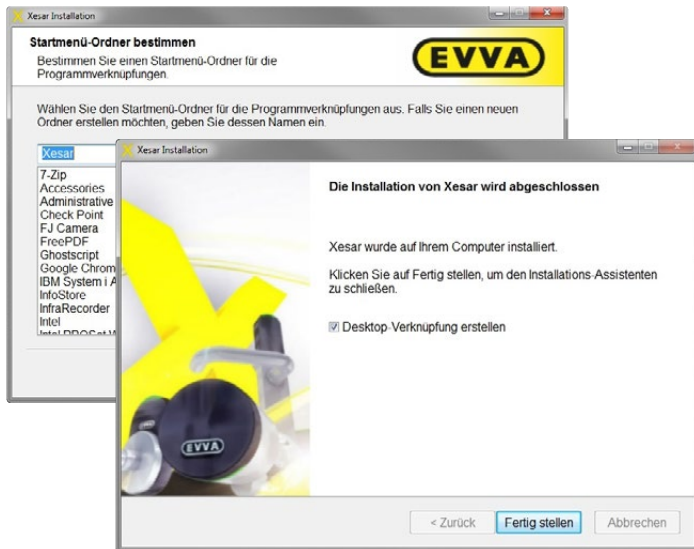 Xesar Installation
Startmenü-Ordner bestimmen
Bestimmen Sie einen Startmenü-Ordner für die
Programmverknüpfungen.
EVVA
Wählen Sie den Startmenü-Ordner für die Programmverknüpfungen aus. Falls Sie einen neuen
Ordner erstellen möchten, geben Sie dessen Namen ein.
Xesar
7-Zip
Accessories
Administrative
Check Point
FJ Camera
FreePDF
Ghostscript
Google Chrom
IBM System i A
InfoStore
InfraRecorder
Intel
Xesar Installation
Die Installation von Xesar wird abgeschlossen
Xesar wurde auf Ihrem Computer installiert.
Klicken Sie auf Fertig stellen, um den Installations-Assistenten
zu schließen.
Desktop-Verknüpfung erstellen
EVVA
< Zurück
Fertig stellen
Abbrechen